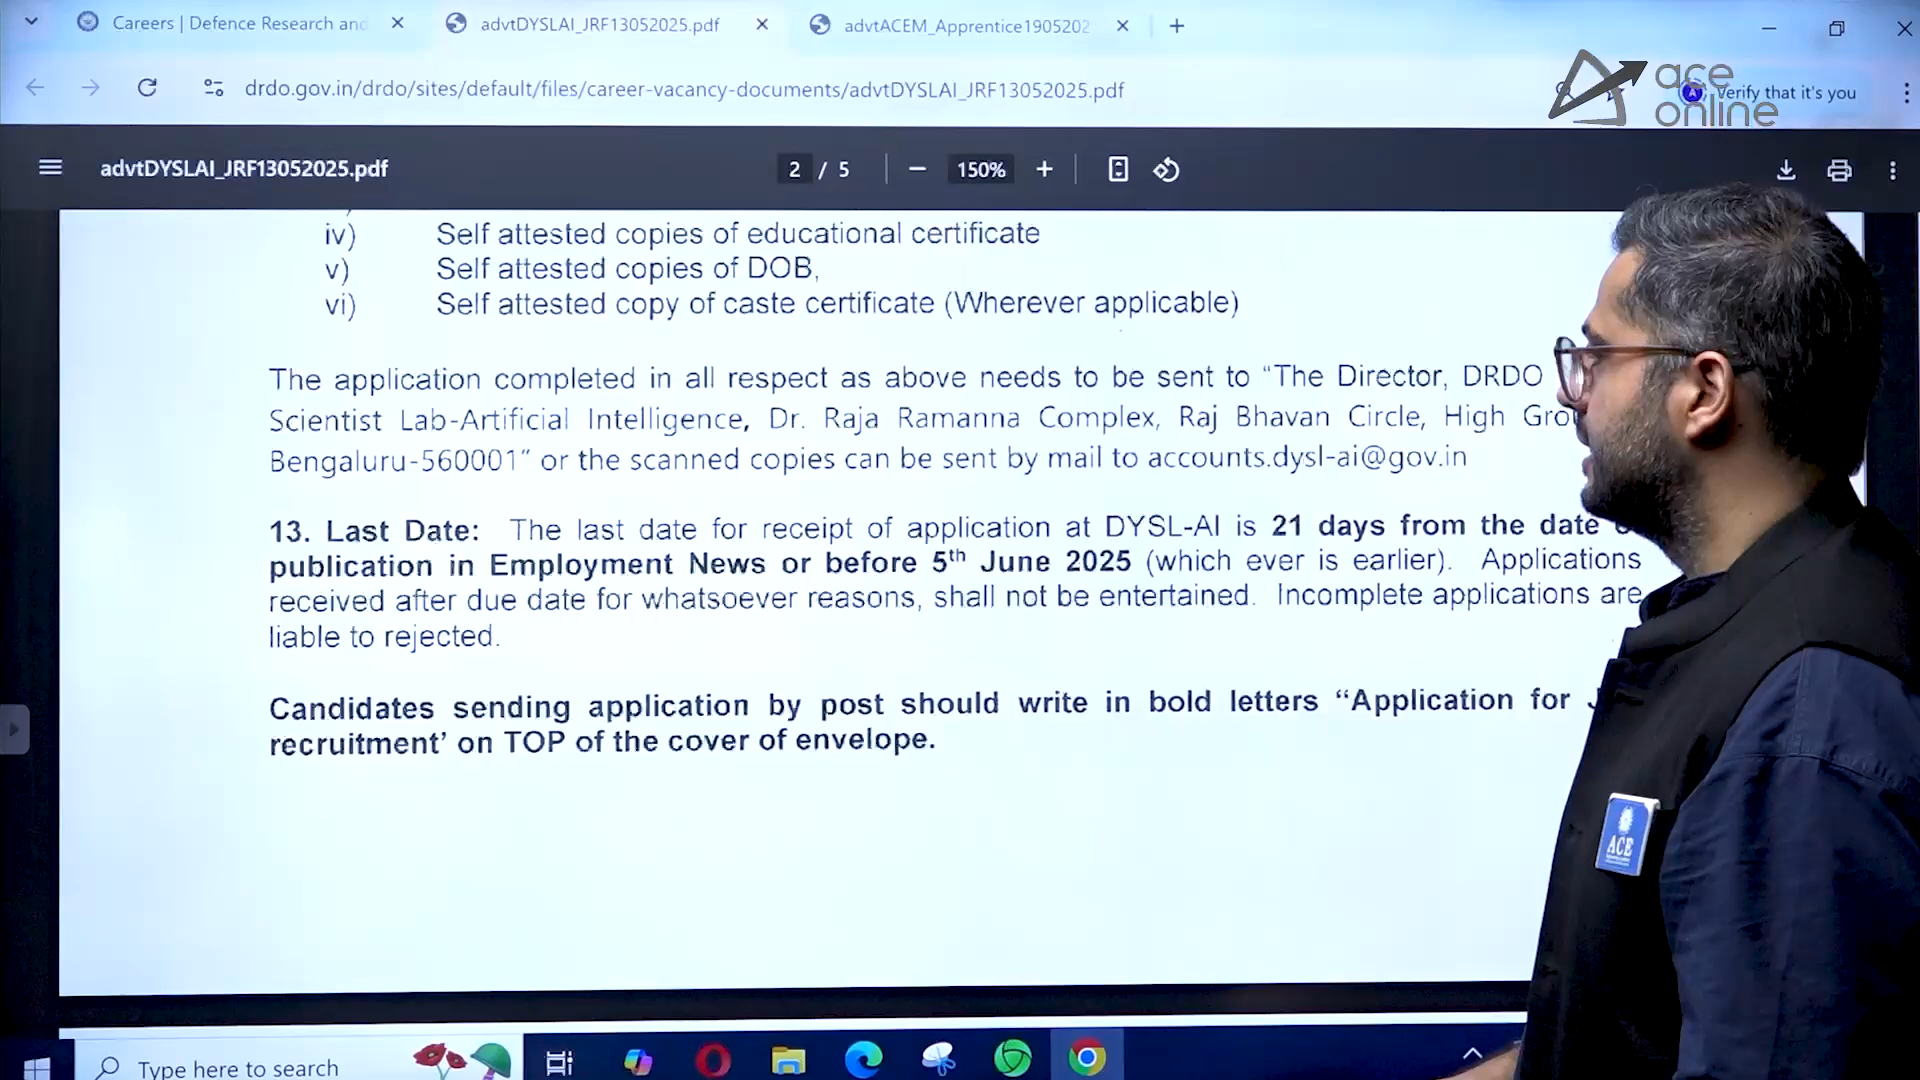 Careers | Defence Research and
advtDYSLAI_JRF13052025.pdf
advtACEM_Apprentice1905202
drdo.gov.in/drdo/sites/default/files/career-vacancy-documents/advtDYSLAI_JRF13052025.pdf
Verify that it's you
ace
online
advtDYSLAI_JRF13052025.pdf
2 / 5
150%
iv) Self attested copies of educational certificate
v) Self attested copies of DOB,
vi) Self attested copy of caste certificate (Wherever applicable)
The application completed in all respect as above needs to be sent to “The Director, DRDO
Scientist Lab-Artificial Intelligence, Dr. Raja Ramanna Complex, Raj Bhavan Circle, High
Bengaluru-560001” or the scanned copies can be sent by mail to accounts.dysl-ai@gov.in
13. Last Date: The last date for receipt of application at DYSL-AI is 21 days from the date
publication in Employment News or before 5th June 2025 (which ever is earlier). Applications
received after due date for whatsoever reasons, shall not be entertained. Incomplete applications are
liable to rejected.
Candidates sending application by post should write in bold letters “Application for
recruitment’ on TOP of the cover of envelope.
ACE
Type here to search